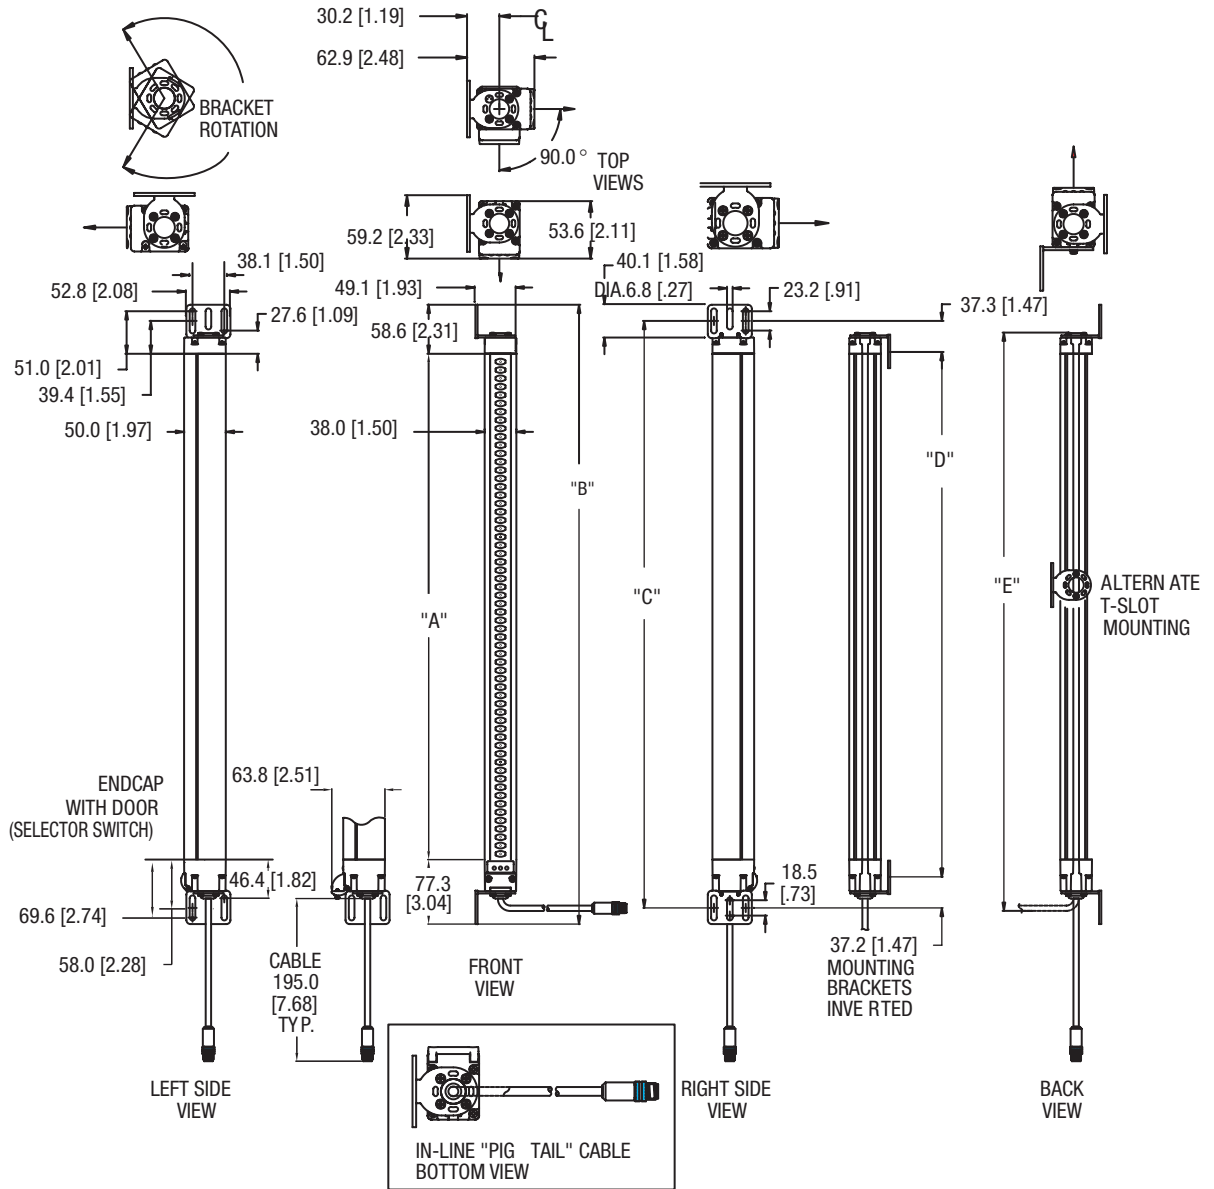 30.2 [1.19]
CL
62.9 [2.48]
BRACKET
ROTATION
90.0° TOP
VIEWS
59.2 [2.33]
53.6 [2.11]
38.1 [1.50]
40.1 [1.58]
52.8 [2.08]
49.1 [1.93]
DIA.6.8 [.27]
23.2 [.91]
37.3 [1.47]
27.6 [1.09]
58.6 [2.31]
51.0 [2.01]
39.4 [1.55]
50.0 [1.97]
38.0 [1.50]
"D"
"B"
"A"
"C"
"E"
ALTERN ATE
T-SLOT
MOUNTING
63.8 [2.51]
ENDCAP
WITH DOOR
(SELECTOR SWITCH)
46.4 [1.82]
77.3
[3.04]
18.5
[.73]
69.6 [2.74]
58.0 [2.28]
CABLE
195.0
[7.68]
TY P.
FRONT
VIEW
37.2 [1.47]
MOUNTING
BRACKETS
INVE RTED
LEFT SIDE
VIEW
RIGHT SIDE
VIEW
BACK
VIEW
IN-LINE "PIG TAIL" CABLE
BOTTOM VIEW